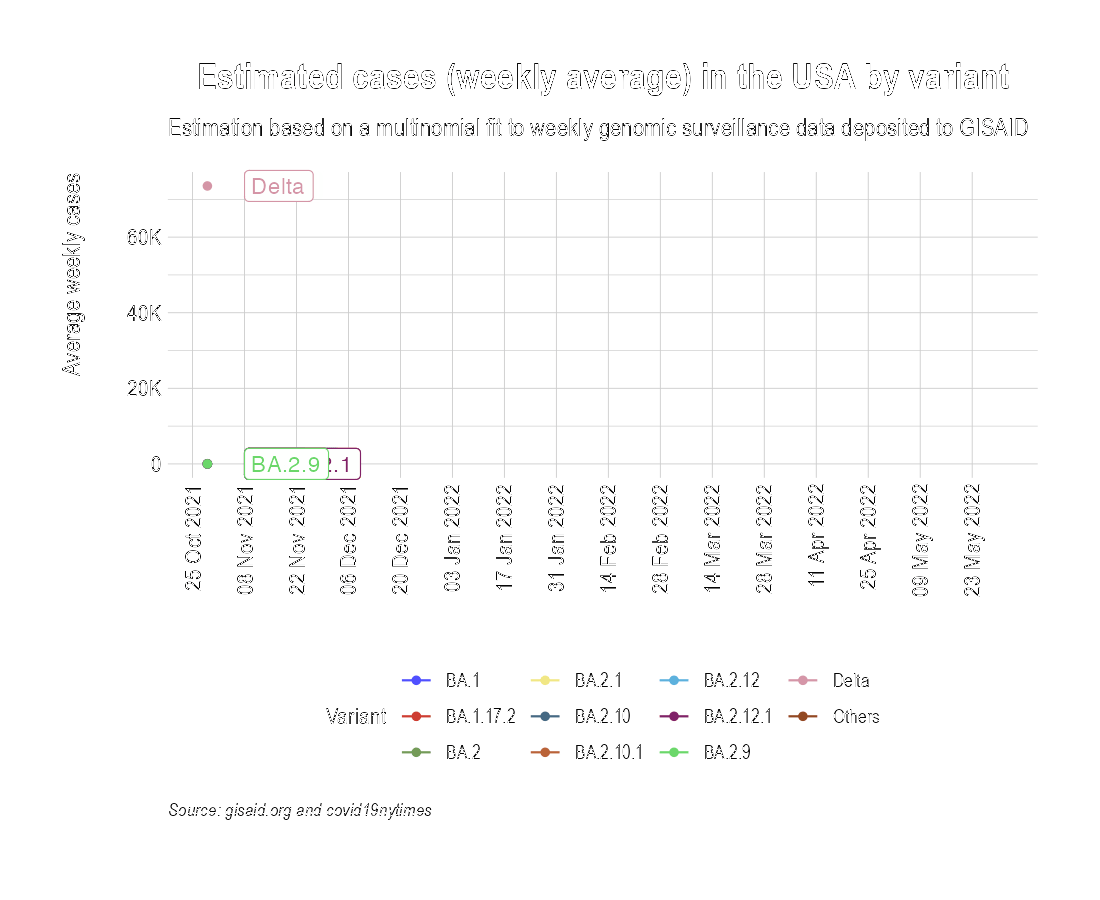 Estimated cases (weekly average) in the USA by variant
Estimation based on a multinomial fit to weekly genomic surveillance data deposited to GISAID
Average weekly cases
Delta
60K
40K
20K
0
BA.2.9
2.1
25 Oct 2021
08 Nov 2021
22 Nov 2021
06 Dec 2021
20 Dec 2021
03 Jan 2022
17 Jan 2022
31 Jan 2022
14 Feb 2022
28 Feb 2022
14 Mar 2022
28 Mar 2022
11 Apr 2022
25 Apr 2022
09 May 2022
23 May 2022
Variant
BA.1
BA.2.1
BA.2.12
Delta
BA.1.17.2
BA.2.10
BA.2.12.1
Others
BA.2
BA.2.10.1
BA.2.9
Source: gisaid.org and covid19nytimes